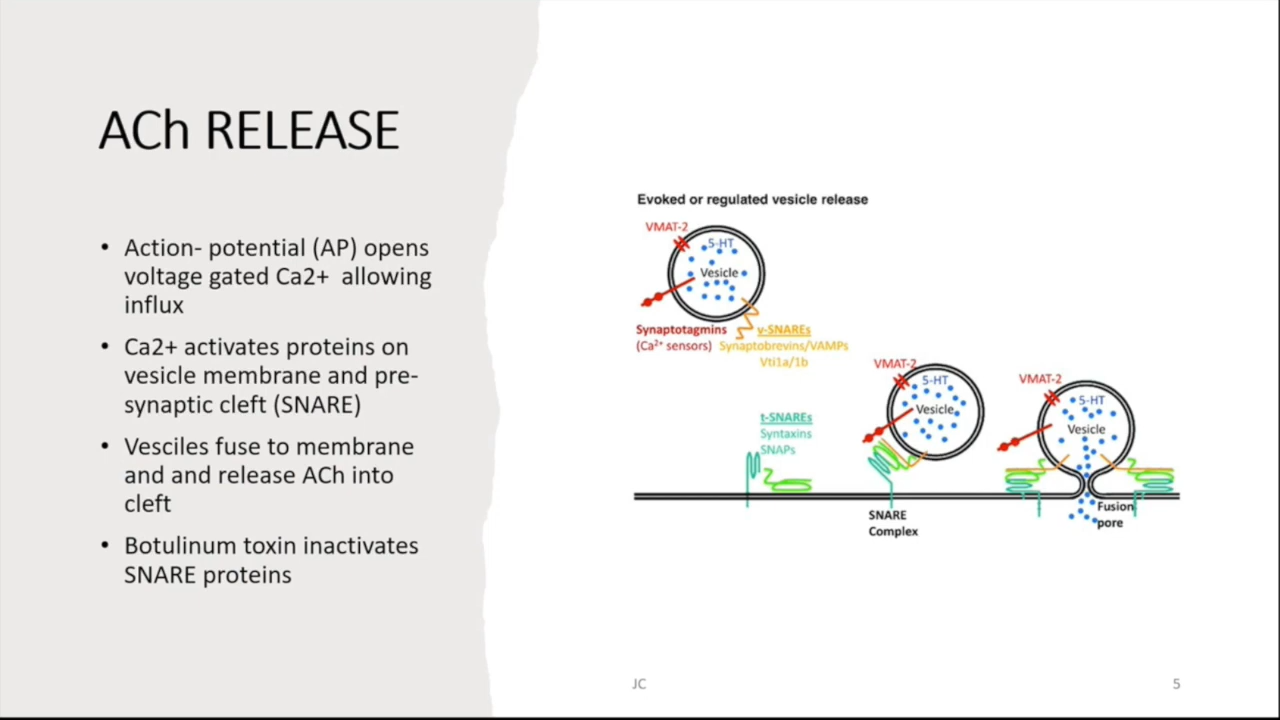 ACh RELEASE
• Action- potential (AP) opens
voltage gated Ca2+ allowing
influx
• Ca2+ activates proteins on
vesicle membrane and pre-
synaptic cleft (SNARE)
• Vesciles fuse to membrane
and and release ACh into
cleft
• Botulinum toxin inactivates
SNARE proteins
Evoked or regulated vesicle release
VMAT-2
5-HT
Vesicle
Synaptotagmins
(Ca²⁺ sensors)
v-SNAREs
Synaptobrevins/VAMPs
Vti1a/1b
t-SNAREs
Syntaxins
SNAPs
VMAT-2
5-HT
Vesicle
SNARE
Complex
VMAT-2
5-HT
Vesicle
Fusion
pore
JC
5